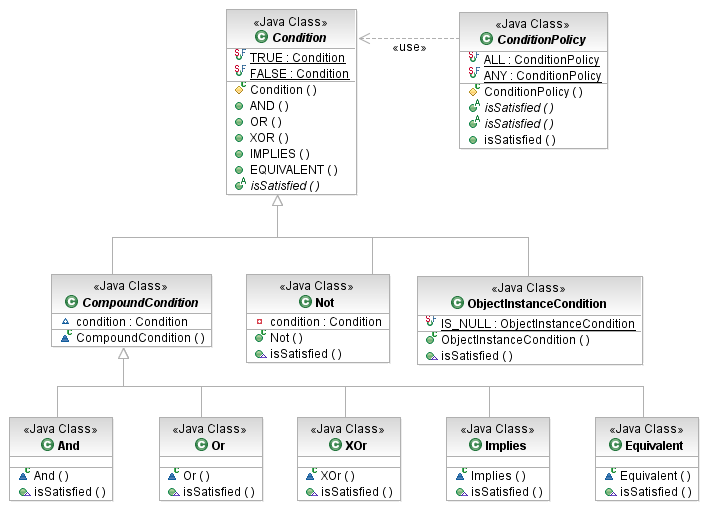 «Java Class»
Condition
TRUE : Condition
FALSE : Condition
Condition ( )
AND ( )
OR ( )
XOR ( )
IMPLIES ( )
EQUIVALENT ( )
isSatisfied ( )
«use»
«Java Class»
ConditionPolicy
ALL : ConditionPolicy
ANY : ConditionPolicy
ConditionPolicy ( )
isSatisfied ( )
isSatisfied ( )
isSatisfied ( )
«Java Class»
CompoundCondition
condition : Condition
CompoundCondition ( )
«Java Class»
Not
condition : Condition
Not ( )
isSatisfied ( )
«Java Class»
ObjectInstanceCondition
IS_NULL : ObjectInstanceCondition
ObjectInstanceCondition ( )
isSatisfied ( )
«Java Class»
And
And ( )
isSatisfied ( )
«Java Class»
Or
Or ( )
isSatisfied ( )
«Java Class»
XOr
XOr ( )
isSatisfied ( )
«Java Class»
Implies
Implies ( )
isSatisfied ( )
«Java Class»
Equivalent
Equivalent ( )
isSatisfied ( )